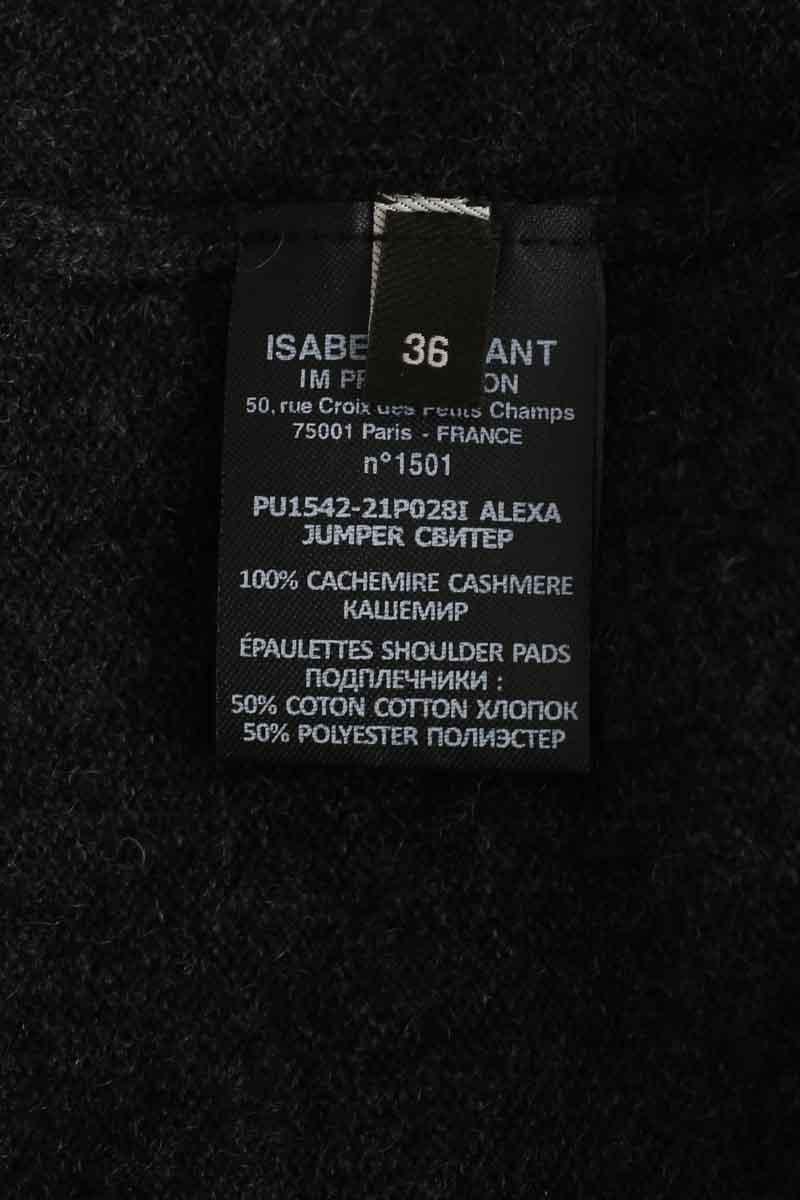 36
ISABE ANT
IM P ON
50, rue Croix des Petits Champs
75001 Paris - FRANCE
n°1501
PU1542-21P028I ALEXA
JUMPER СВИТЕР
100% CACHEMIRE CASHMERE
КАШЕМИР
ÉPAULETTES SHOULDER PADS
ПОДПЛЕЧНИКИ :
50% COTON COTTON ХЛОПОК
50% POLYESTER ПОЛИЭСТЕР